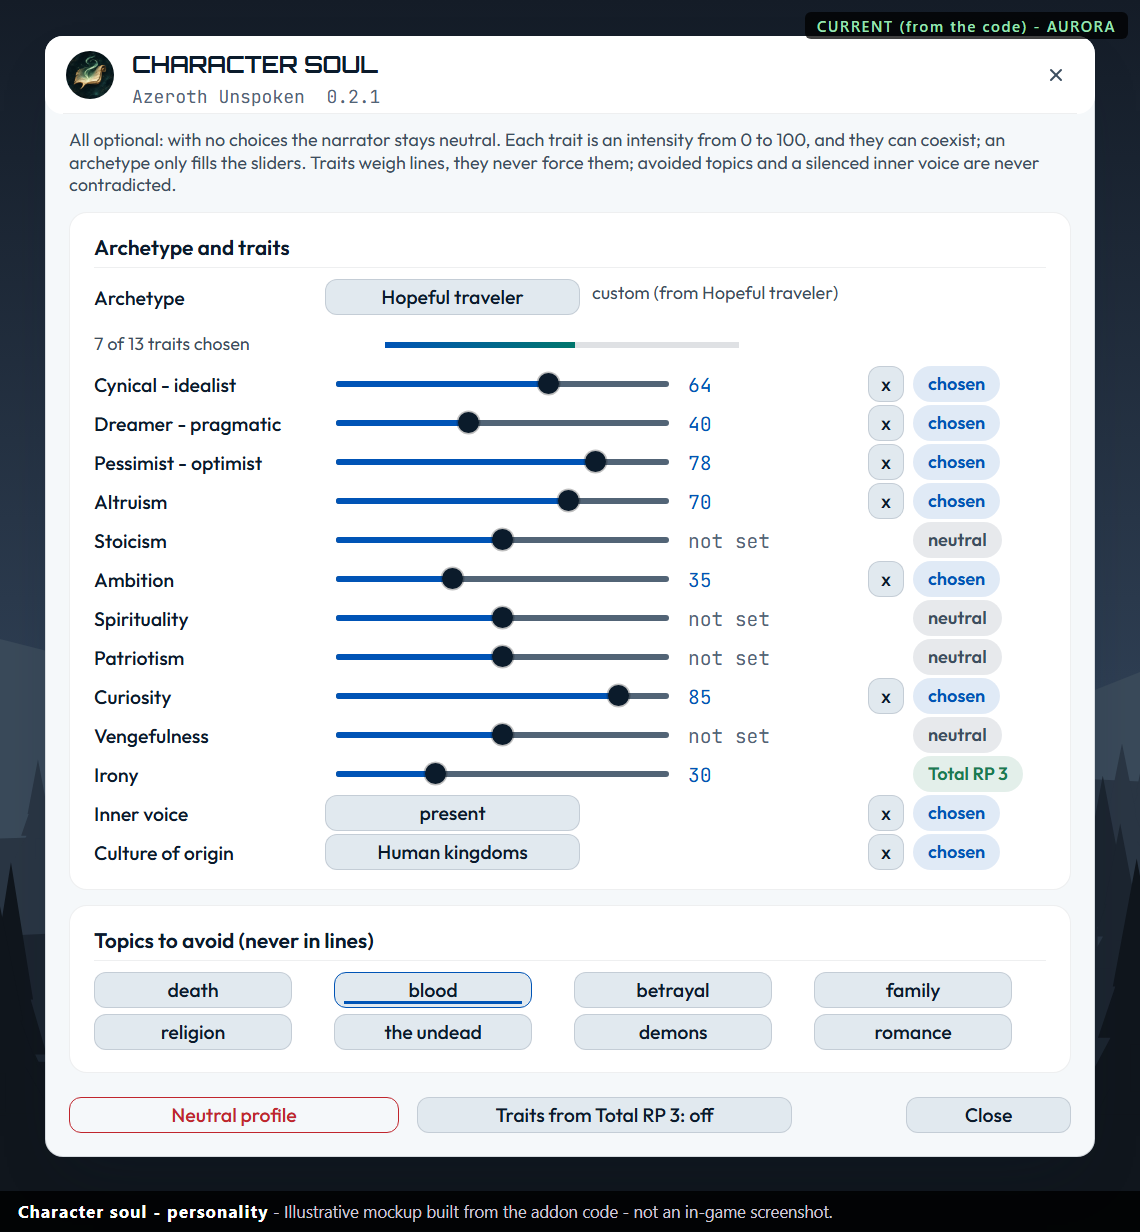 CURRENT (from the code) - AURORA
CHARACTER SOUL
Azeroth Unspoken 0.2.1
All optional: with no choices the narrator stays neutral. Each trait is an intensity from 0 to 100, and they can coexist; an
archetype only fills the sliders. Traits weigh lines, they never force them; avoided topics and a silenced inner voice are never
contradicted.
Archetype and traits
Archetype Hopeful traveler custom (from Hopeful traveler)
7 of 13 traits chosen
Cynical - idealist 64 x chosen
Dreamer - pragmatic 40 x chosen
Pessimist - optimist 78 x chosen
Altruism 70 x chosen
Stoicism not set neutral
Ambition 35 x chosen
Spirituality not set neutral
Patriotism not set neutral
Curiosity 85 x chosen
Vengefulness not set neutral
Irony 30 Total RP 3
Inner voice present x chosen
Culture of origin Human kingdoms x chosen
Topics to avoid (never in lines)
death blood betrayal family
religion the undead demons romance
Neutral profile Traits from Total RP 3: off Close
Character soul - personality - Illustrative mockup built from the addon code - not an in-game screenshot.